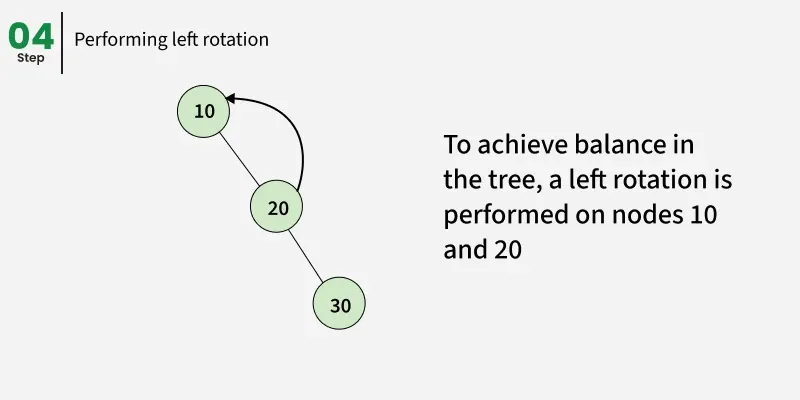 04
Step
Performing left rotation
10
20
30
To achieve balance in
the tree, a left rotation is
performed on nodes 10
and 20